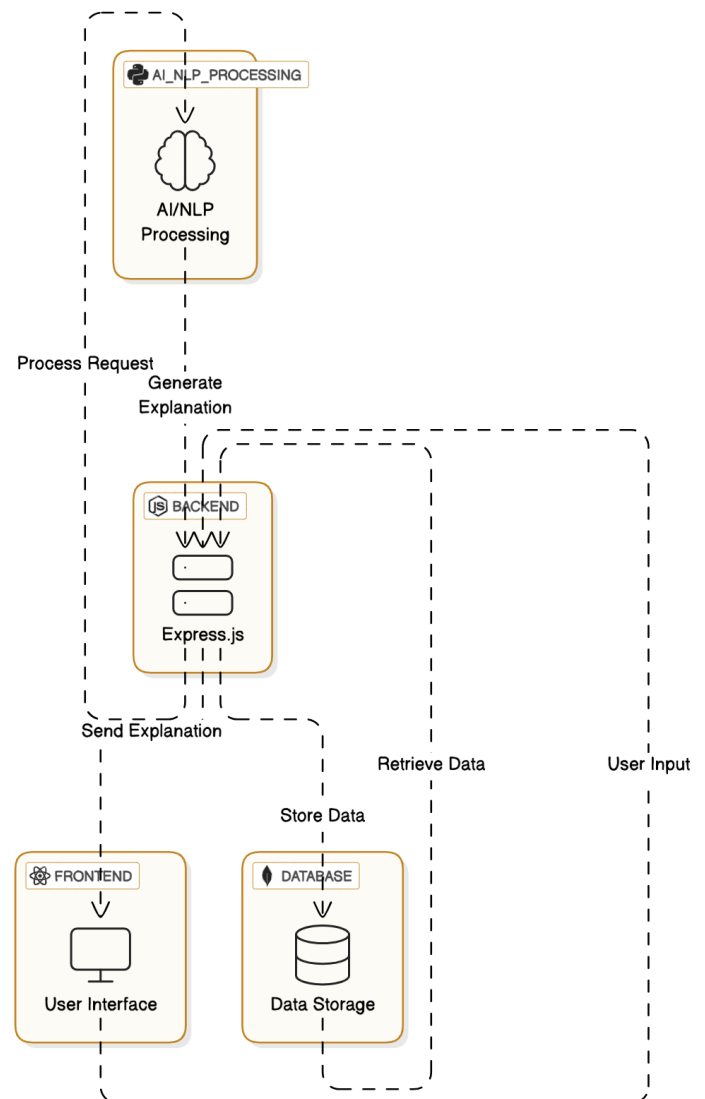 AI_NLP_PROCESSING
AI/NLP
Processing
Process Request
Generate
Explanation
JS BACKEND
Express.js
Send Explanation
Retrieve Data
User Input
Store Data
FRONTEND
DATABASE
User Interface
Data Storage